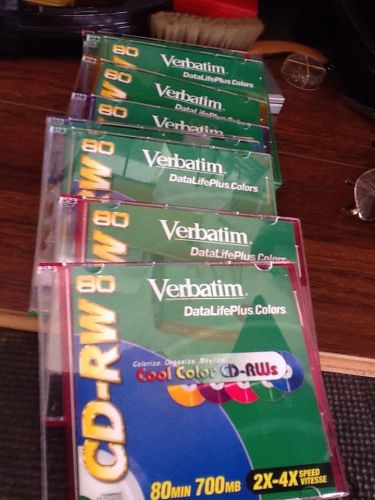 80
Verbatim
DataLifePlus Colors
80
Verbatim
DataLifePlus Colors
80
Verbatim
80
Verbatim
DataLifePlus Colors
80
Verbatim
DataLifePlus Colors
CD-RW 80
Verbatim
DataLifePlus Colors
Colorize. Organize. Stylize.
Cool Color CD-RWs
80MIN 700MB
2X-4X SPEED
VITESSE